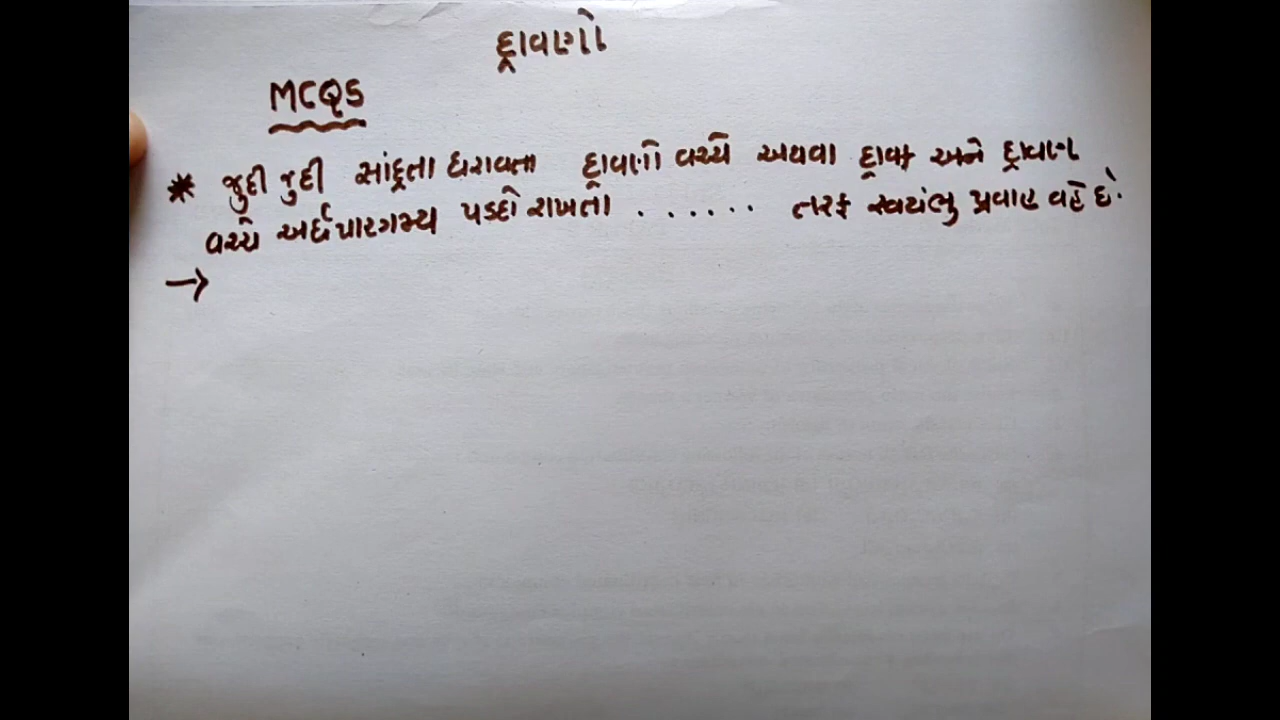 દ્રાવણો
MCQs
* જુદી જુદી સાંદ્રતા ધરાવતા દ્રાવણો વચ્ચે અથવા દ્રાવક અને દ્રાવણ
વચ્ચે અર્ધપારગમ્ય પડદો રાખતા ...... તરફ સ્વયંભુ પ્રવાહ વહે છે.
→